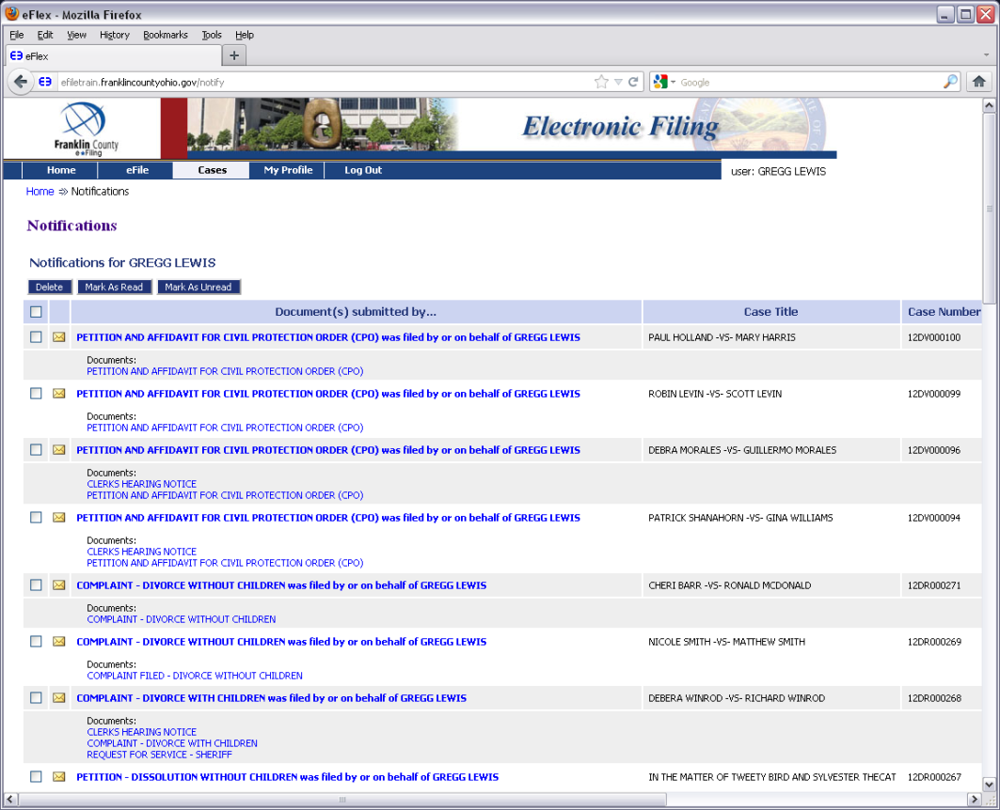 eFlex - Mozilla Firefox
File Edit View History Bookmarks Tools Help
eFlex
efiletrain.franklincountyohio.gov/notify
Google
Franklin County
e Filing
Electronic Filing
Home eFile Cases My Profile Log Out
user: GREGG LEWIS
Home ⇒ Notifications
Notifications
Notifications for GREGG LEWIS
Delete Mark As Read Mark As Unread
Document(s) submitted by... Case Title Case Number
PETITION AND AFFIDAVIT FOR CIVIL PROTECTION ORDER (CPO) was filed by or on behalf of GREGG LEWIS PAUL HOLLAND -VS- MARY HARRIS 12DV000100
Documents:
PETITION AND AFFIDAVIT FOR CIVIL PROTECTION ORDER (CPO)
PETITION AND AFFIDAVIT FOR CIVIL PROTECTION ORDER (CPO) was filed by or on behalf of GREGG LEWIS ROBIN LEVIN -VS- SCOTT LEVIN 12DV000099
Documents:
PETITION AND AFFIDAVIT FOR CIVIL PROTECTION ORDER (CPO)
PETITION AND AFFIDAVIT FOR CIVIL PROTECTION ORDER (CPO) was filed by or on behalf of GREGG LEWIS DEBRA MORALES -VS- GUILLERMO MORALES 12DV000096
Documents:
CLERKS HEARING NOTICE
PETITION AND AFFIDAVIT FOR CIVIL PROTECTION ORDER (CPO)
PETITION AND AFFIDAVIT FOR CIVIL PROTECTION ORDER (CPO) was filed by or on behalf of GREGG LEWIS PATRICK SHANAHORN -VS- GINA WILLIAMS 12DV000094
Documents:
CLERKS HEARING NOTICE
PETITION AND AFFIDAVIT FOR CIVIL PROTECTION ORDER (CPO)
COMPLAINT - DIVORCE WITHOUT CHILDREN was filed by or on behalf of GREGG LEWIS CHERI BARR -VS- RONALD MCDONALD 12DR000271
Documents:
COMPLAINT - DIVORCE WITHOUT CHILDREN
COMPLAINT - DIVORCE WITHOUT CHILDREN was filed by or on behalf of GREGG LEWIS NICOLE SMITH -VS- MATTHEW SMITH 12DR000269
Documents:
COMPLAINT FILED - DIVORCE WITHOUT CHILDREN
COMPLAINT - DIVORCE WITH CHILDREN was filed by or on behalf of GREGG LEWIS DEBERA WINROD -VS- RICHARD WINROD 12DR000268
Documents:
CLERKS HEARING NOTICE
COMPLAINT - DIVORCE WITH CHILDREN
REQUEST FOR SERVICE - SHERIFF
PETITION - DISSOLUTION WITHOUT CHILDREN was filed by or on behalf of GREGG LEWIS IN THE MATTER OF TWEETY BIRD AND SYLVESTER THECAT 12DR000267